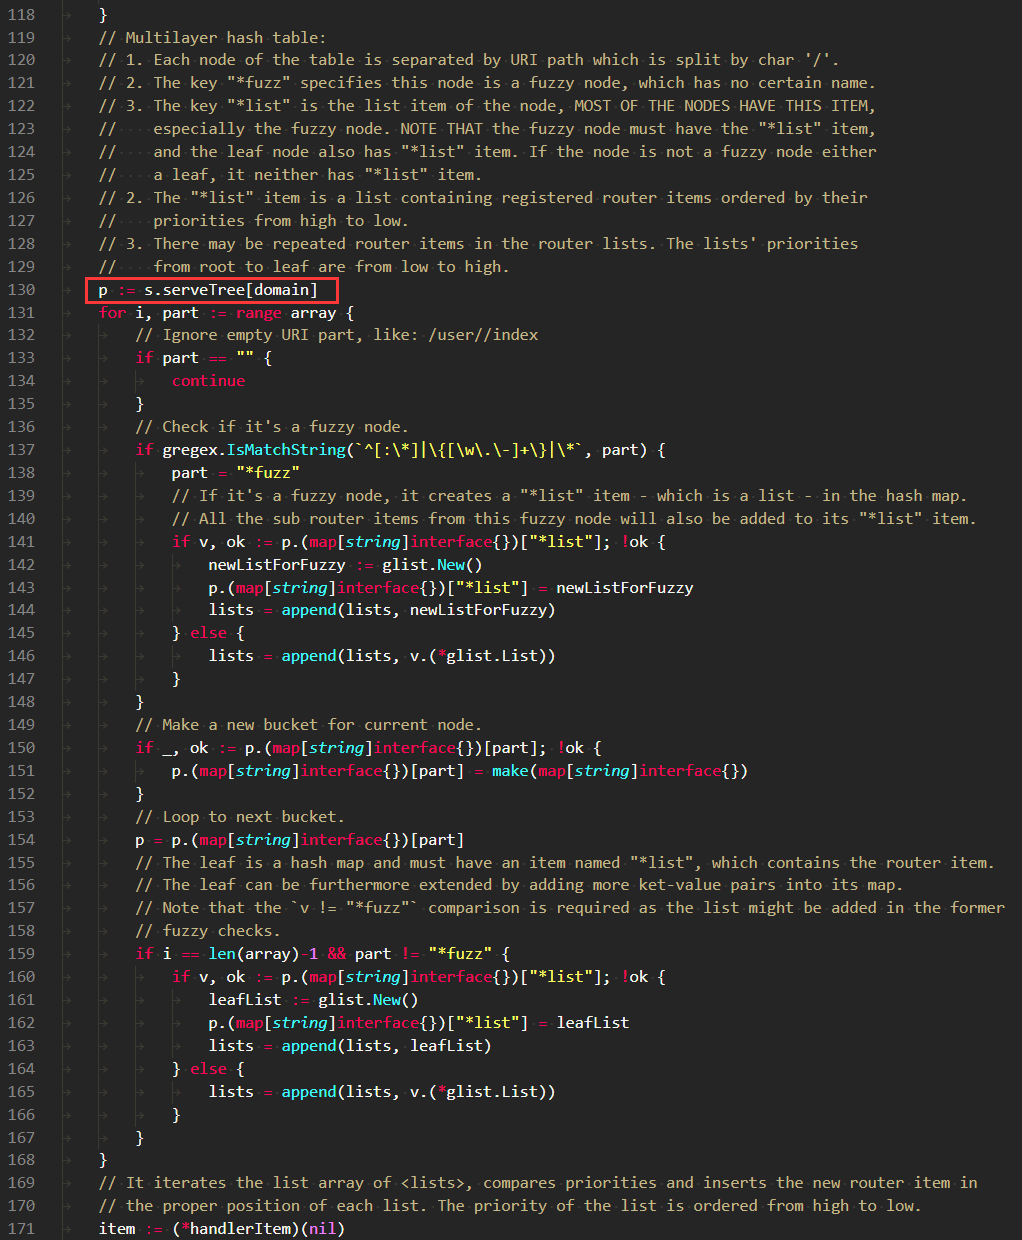 118 }
119 // Multilayer hash table:
120 // 1. Each node of the table is separated by URI path which is split by char '/'.
121 // 2. The key "*fuzz" specifies this node is a fuzzy node, which has no certain name.
122 // 3. The key "*list" is the list item of the node, MOST OF THE NODES HAVE THIS ITEM,
123 //    especially the fuzzy node. NOTE THAT the fuzzy node must have the "*list" item,
124 //    and the leaf node also has "*list" item. If the node is not a fuzzy node either
125 //    a leaf, it neither has "*list" item.
126 // 2. The "*list" item is a list containing registered router items ordered by their
127 //    priorities from high to low.
128 // 3. There may be repeated router items in the router lists. The lists' priorities
129 //    from root to leaf are from low to high.
130 p := s.serveTree[domain]
131 for i, part := range array {
132     // Ignore empty URI part, like: /user//index
133     if part == "" {
134         continue
135     }
136     // Check if it's a fuzzy node.
137     if gregex.IsMatchString(`^[:\*]|\{[\w\.\-]+\}|\*`, part) {
138         part = "*fuzz"
139         // If it's a fuzzy node, it creates a "*list" item - which is a list - in the hash map.
140         // All the sub router items from this fuzzy node will also be added to its "*list" item.
141         if v, ok := p.(map[string]interface{})["*list"]; !ok {
142             newListForFuzzy := glist.New()
143             p.(map[string]interface{})["*list"] = newListForFuzzy
144             lists = append(lists, newListForFuzzy)
145         } else {
146             lists = append(lists, v.(*glist.List))
147         }
148     }
149     // Make a new bucket for current node.
150     if _, ok := p.(map[string]interface{})[part]; !ok {
151         p.(map[string]interface{})[part] = make(map[string]interface{})
152     }
153     // Loop to next bucket.
154     p = p.(map[string]interface{})[part]
155     // The leaf is a hash map and must have an item named "*list", which contains the router item.
156     // The leaf can be furthermore extended by adding more ket-value pairs into its map.
157     // Note that the `v != "*fuzz"` comparison is required as the list might be added in the former
158     // fuzzy checks.
159     if i == len(array)-1 && part != "*fuzz" {
160         if v, ok := p.(map[string]interface{})["*list"]; !ok {
161             leafList := glist.New()
162             p.(map[string]interface{})["*list"] = leafList
163             lists = append(lists, leafList)
164         } else {
165             lists = append(lists, v.(*glist.List))
166         }
167     }
168 }
169 // It iterates the list array of <lists>, compares priorities and inserts the new router item in
170 // the proper position of each list. The priority of the list is ordered from high to low.
171 item := (*handlerItem)(nil)